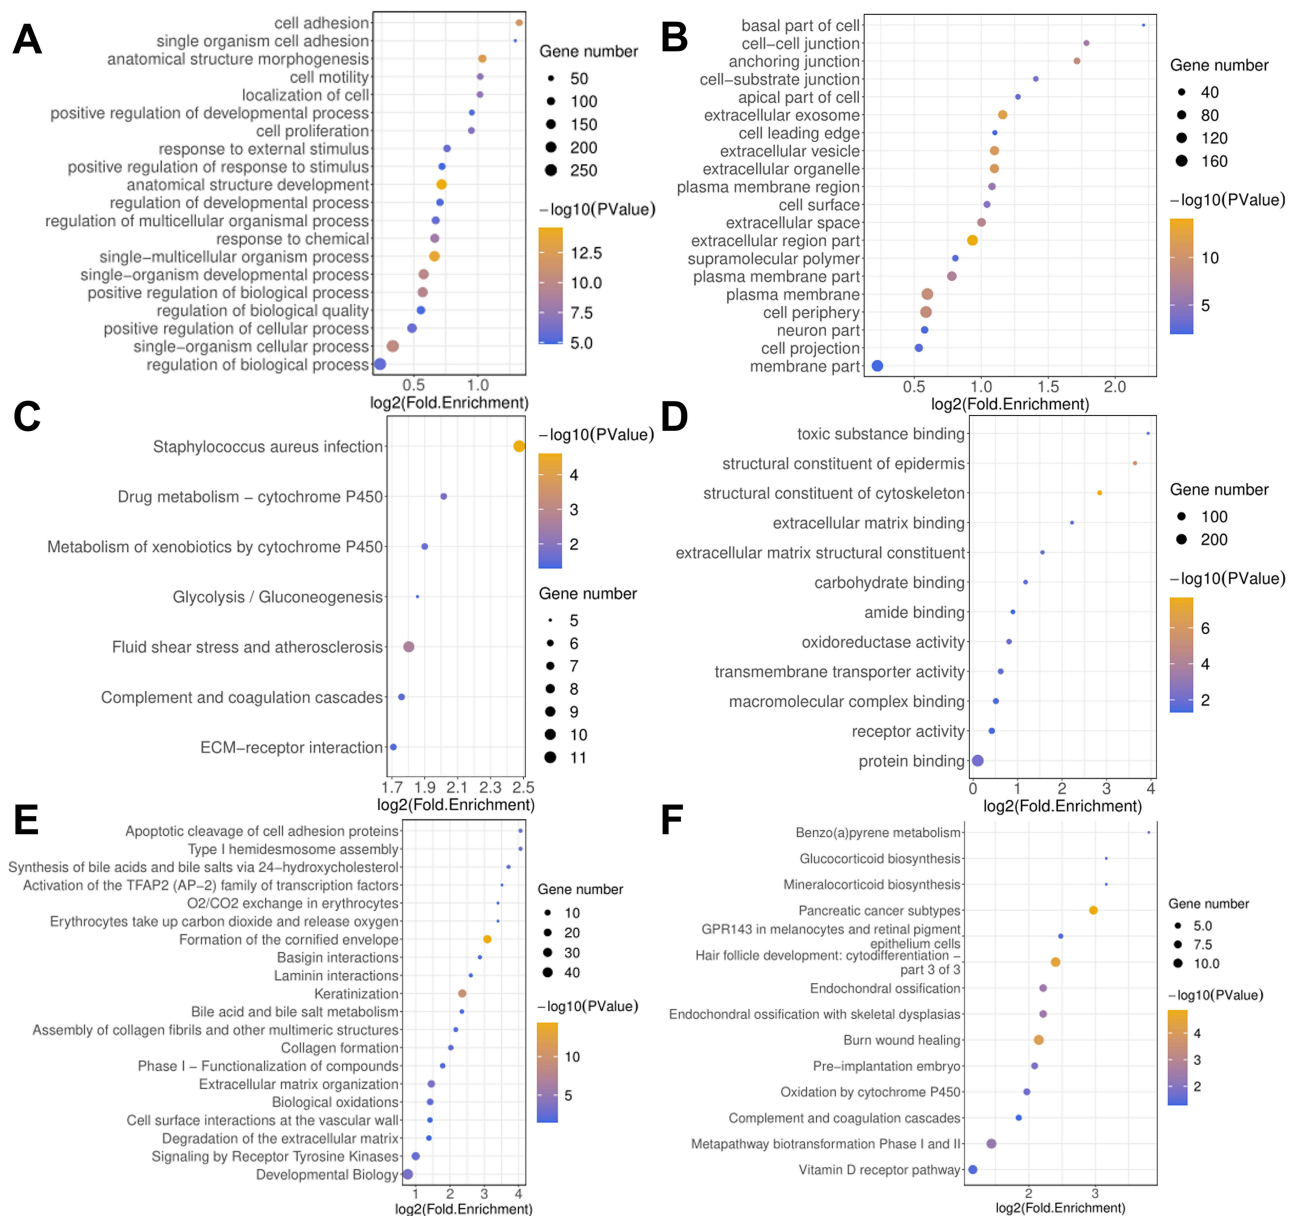 A
cell adhesion
single organism cell adhesion
anatomical structure morphogenesis
cell motility
localization of cell
positive regulation of developmental process
cell proliferation
response to external stimulus
positive regulation of response to stimulus
anatomical structure development
regulation of developmental process
regulation of multicellular organismal process
response to chemical
single−multicellular organism process
single−organism developmental process
positive regulation of biological process
regulation of biological quality
positive regulation of cellular process
single−organism cellular process
regulation of biological process
0.5 1.0
log2(Fold.Enrichment)
Gene number
50
100
150
200
250
−log10(PValue)
12.5
10.0
7.5
5.0
B
basal part of cell
cell−cell junction
anchoring junction
cell−substrate junction
apical part of cell
extracellular exosome
cell leading edge
extracellular vesicle
extracellular organelle
plasma membrane region
cell surface
extracellular space
extracellular region part
supramolecular polymer
plasma membrane part
plasma membrane
cell periphery
neuron part
cell projection
membrane part
0.5 1.0 1.5 2.0
log2(Fold.Enrichment)
Gene number
40
80
120
160
−log10(PValue)
10
5
C
Staphylococcus aureus infection
Drug metabolism − cytochrome P450
Metabolism of xenobiotics by cytochrome P450
Glycolysis / Gluconeogenesis
Fluid shear stress and atherosclerosis
Complement and coagulation cascades
ECM−receptor interaction
1.7 1.9 2.1 2.3 2.5
log2(Fold.Enrichment)
−log10(PValue)
4
3
2
Gene number
5
6
7
8
9
10
11
D
toxic substance binding
structural constituent of epidermis
structural constituent of cytoskeleton
extracellular matrix binding
extracellular matrix structural constituent
carbohydrate binding
amide binding
oxidoreductase activity
transmembrane transporter activity
macromolecular complex binding
receptor activity
protein binding
0 1 2 3 4
log2(Fold.Enrichment)
Gene number
100
200
−log10(PValue)
6
4
2
E
Apoptotic cleavage of cell adhesion proteins
Type I hemidesmosome assembly
Synthesis of bile acids and bile salts via 24−hydroxycholesterol
Activation of the TFAP2 (AP−2) family of transcription factors
O2/CO2 exchange in erythrocytes
Erythrocytes take up carbon dioxide and release oxygen
Formation of the cornified envelope
Basigin interactions
Laminin interactions
Keratinization
Bile acid and bile salt metabolism
Assembly of collagen fibrils and other multimeric structures
Collagen formation
Phase I − Functionalization of compounds
Extracellular matrix organization
Biological oxidations
Cell surface interactions at the vascular wall
Degradation of the extracellular matrix
Signaling by Receptor Tyrosine Kinases
Developmental Biology
1 2 3 4
log2(Fold.Enrichment)
Gene number
10
20
30
40
−log10(PValue)
10
5
F
Benzo(a)pyrene metabolism
Glucocorticoid biosynthesis
Mineralocorticoid biosynthesis
Pancreatic cancer subtypes
GPR143 in melanocytes and retinal pigment
epithelium cells
Hair follicle development: cytodifferentiation −
part 3 of 3
Endochondral ossification
Endochondral ossification with skeletal dysplasias
Burn wound healing
Pre−implantation embryo
Oxidation by cytochrome P450
Complement and coagulation cascades
Metapathway biotransformation Phase I and II
Vitamin D receptor pathway
2 3
log2(Fold.Enrichment)
Gene number
5.0
7.5
10.0
−log10(PValue)
4
3
2